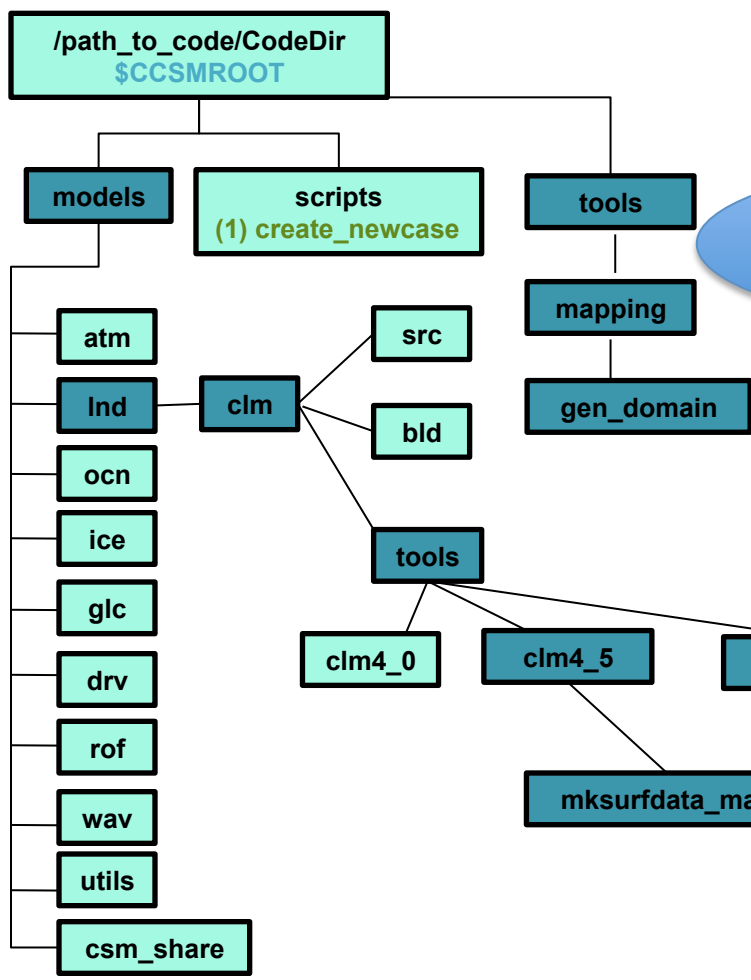 /path_to_code/CodeDir
$CCSMROOT
models
scripts
(1) create_newcase
tools
mapping
gen_domain
atm
lnd
clm
src
bld
ocn
ice
tools
glc
clm4_0
clm4_5
drv
rof
mksurfdata_ma
wav
utils
csm_share